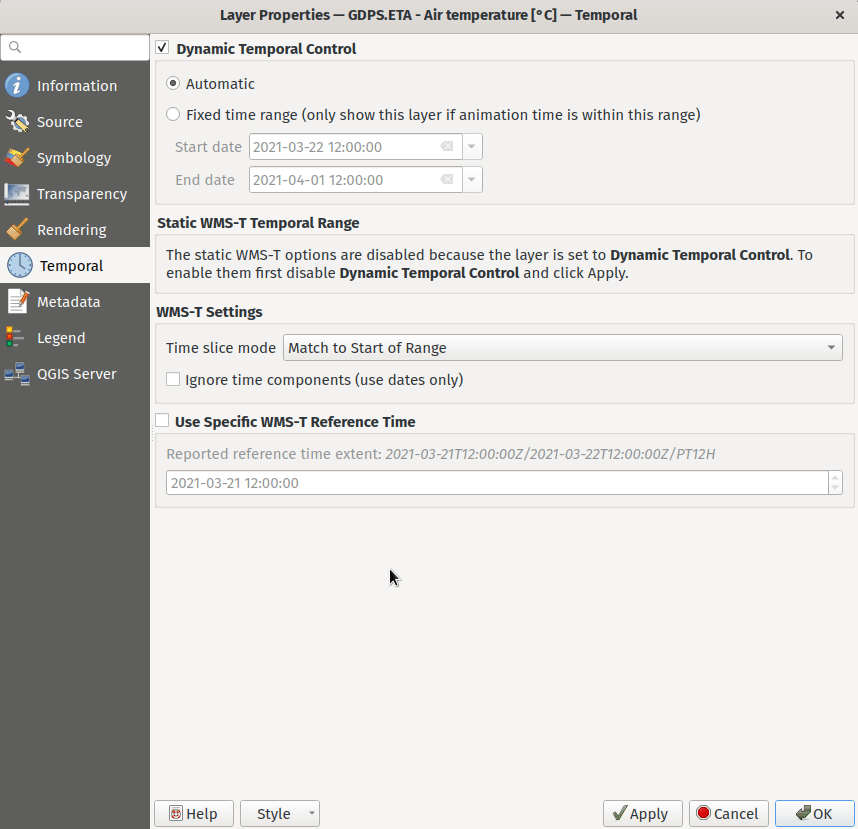 Layer Properties — GDPS.ETA - Air temperature [°C] — Temporal
Information
Source
Symbology
Transparency
Rendering
Temporal
Metadata
Legend
QGIS Server
Dynamic Temporal Control
Automatic
Fixed time range (only show this layer if animation time is within this range)
Start date 2021-03-22 12:00:00
End date 2021-04-01 12:00:00
Static WMS-T Temporal Range
The static WMS-T options are disabled because the layer is set to Dynamic Temporal Control. To
enable them first disable Dynamic Temporal Control and click Apply.
WMS-T Settings
Time slice mode Match to Start of Range
Ignore time components (use dates only)
Use Specific WMS-T Reference Time
Reported reference time extent: 2021-03-21T12:00:00Z/2021-03-22T12:00:00Z/PT12H
2021-03-21 12:00:00
Help Style Apply Cancel OK